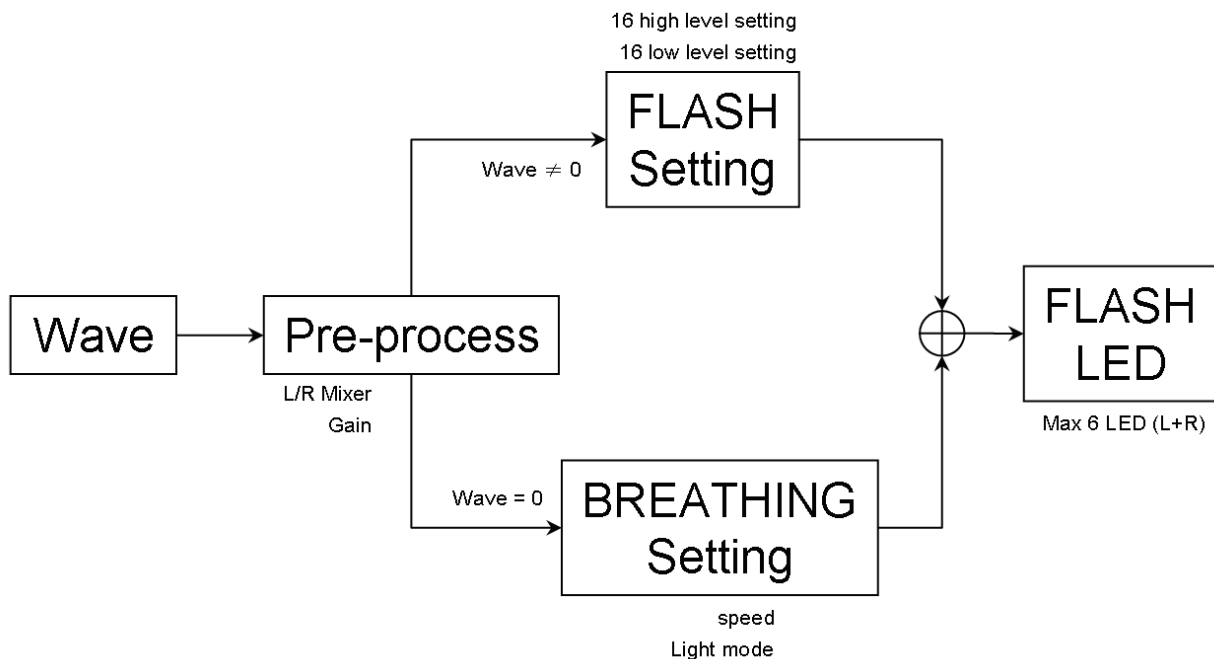 16 high level setting
16 low level setting
FLASH
Setting
Wave ≠ 0
Wave
Pre-process
L/R Mixer
Gain
FLASH
LED
Max 6 LED (L+R)
Wave = 0
BREATHING
Setting
speed
Light mode